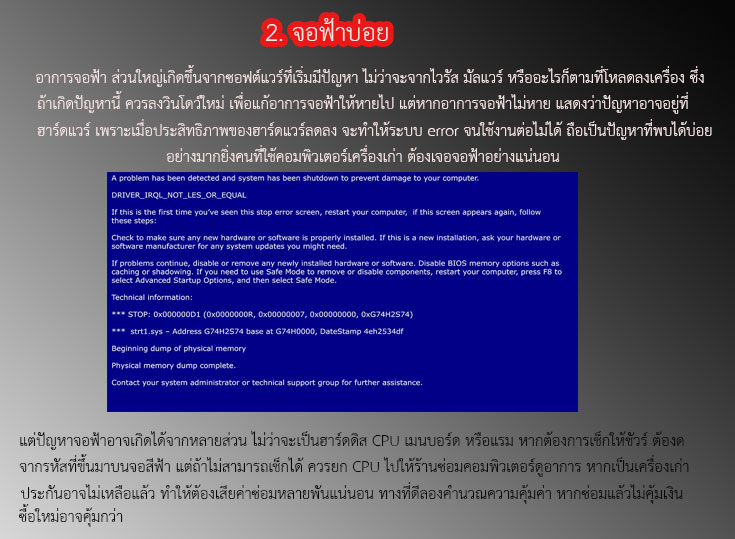 2. จอฟ้าบ่อย
อาการจอฟ้า ส่วนใหญ่เกิดขึ้นจากซอฟต์แวร์ที่เริ่มมีปัญหา ไม่ว่าจะจากไวรัส มัลแวร์ หรืออะไรก็ตามที่โหลดลงเครื่อง ซึ่ง
ถ้าเกิดปัญหานี้ ควรลงวินโดว์ใหม่ เพื่อแก้อาการจอฟ้าให้หายไป แต่หากอาการจอฟ้าไม่หาย แสดงว่าปัญหาอาจอยู่ที่
ฮาร์ดแวร์ เพราะเมื่อประสิทธิภาพของฮาร์ดแวร์ลดลง จะทำให้ระบบ error จนใช้งานต่อไม่ได้ ถือเป็นปัญหาที่พบได้บ่อย
อย่างมากยิ่งคนที่ใช้คอมพิวเตอร์เครื่องเก่า ต้องเจอจอฟ้าอย่างแน่นอน
A problem has been detected and system has been shutdown to prevent damage to your computer.
DRIVER_IRQL_NOT_LES_OR_EQUAL
If this is the first time you've seen this stop error screen, restart your computer, if this screen appears again, follow
these steps:
Check to make sure any new hardware or software is properly installed. If this is a new installation, ask your hardware or
software manufacturer for any system updates you might need.
If problems continue, disable or remove any newly installed hardware or software. Disable BIOS memory options such as
caching or shadowing. If you need to use Safe Mode to remove or disable components, restart your computer, press F8 to
select Advanced Startup Options, and then select Safe Mode.
Technical information:
*** STOP: 0x000000D1 (0x0000000R, 0x00000007, 0x00000000, 0xG74H2S74)
*** strt1.sys – Address G74H2S74 base at G74H0000, DateStamp 4eh2534df
Beginning dump of physical memory
Physical memory dump complete.
Contact your system administrator or technical support group for further assistance.
แต่ปัญหาจอฟ้าอาจเกิดได้จากหลายส่วน ไม่ว่าจะเป็นฮาร์ดดิส CPU เมนบอร์ด หรือแรม หากต้องการเช็กให้ชัวร์ ต้องด
จากรหัสที่ขึ้นมาบนจอสีฟ้า แต่ถ้าไม่สามารถเช็กได้ ควรยก CPU ไปให้ร้านซ่อมคอมพิวเตอร์ดูอาการ หากเป็นเครื่องเก่า
ประกันอาจไม่เหลือแล้ว ทำให้ต้องเสียค่าซ่อมหลายพันแน่นอน ทางที่ดีลองคำนวณความคุ้มค่า หากซ่อมแล้วไม่คุ้มเงิน
ซื้อใหม่อาจคุ้มกว่า